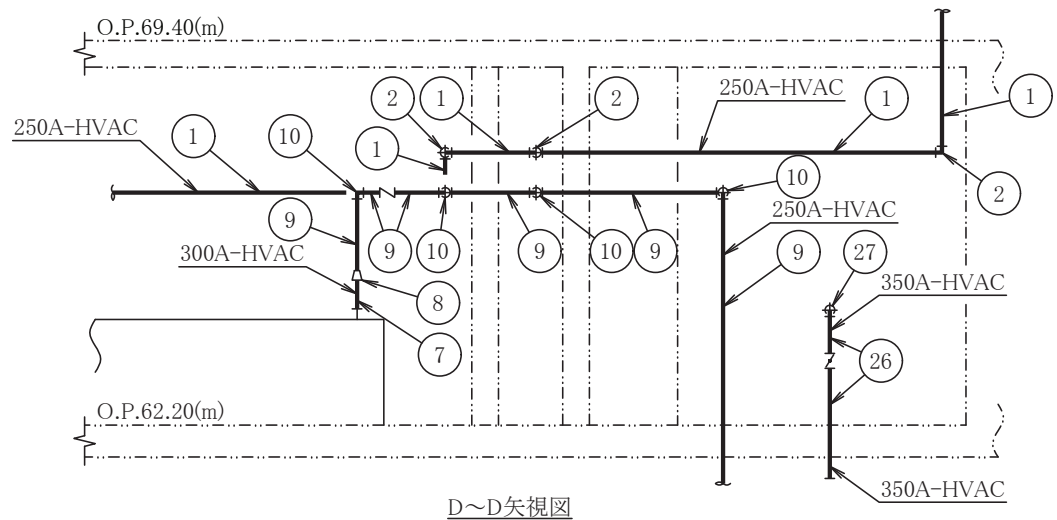 O.P.69.40(m)
2
1
2
250A-HVAC
1
1
250A-HVAC
1
10
1
10
2
250A-HVAC
9
9
10
9
10
9
9
27
300A-HVAC
350A-HVAC
8
7
26
O.P.62.20(m)
350A-HVAC
D～D矢視図